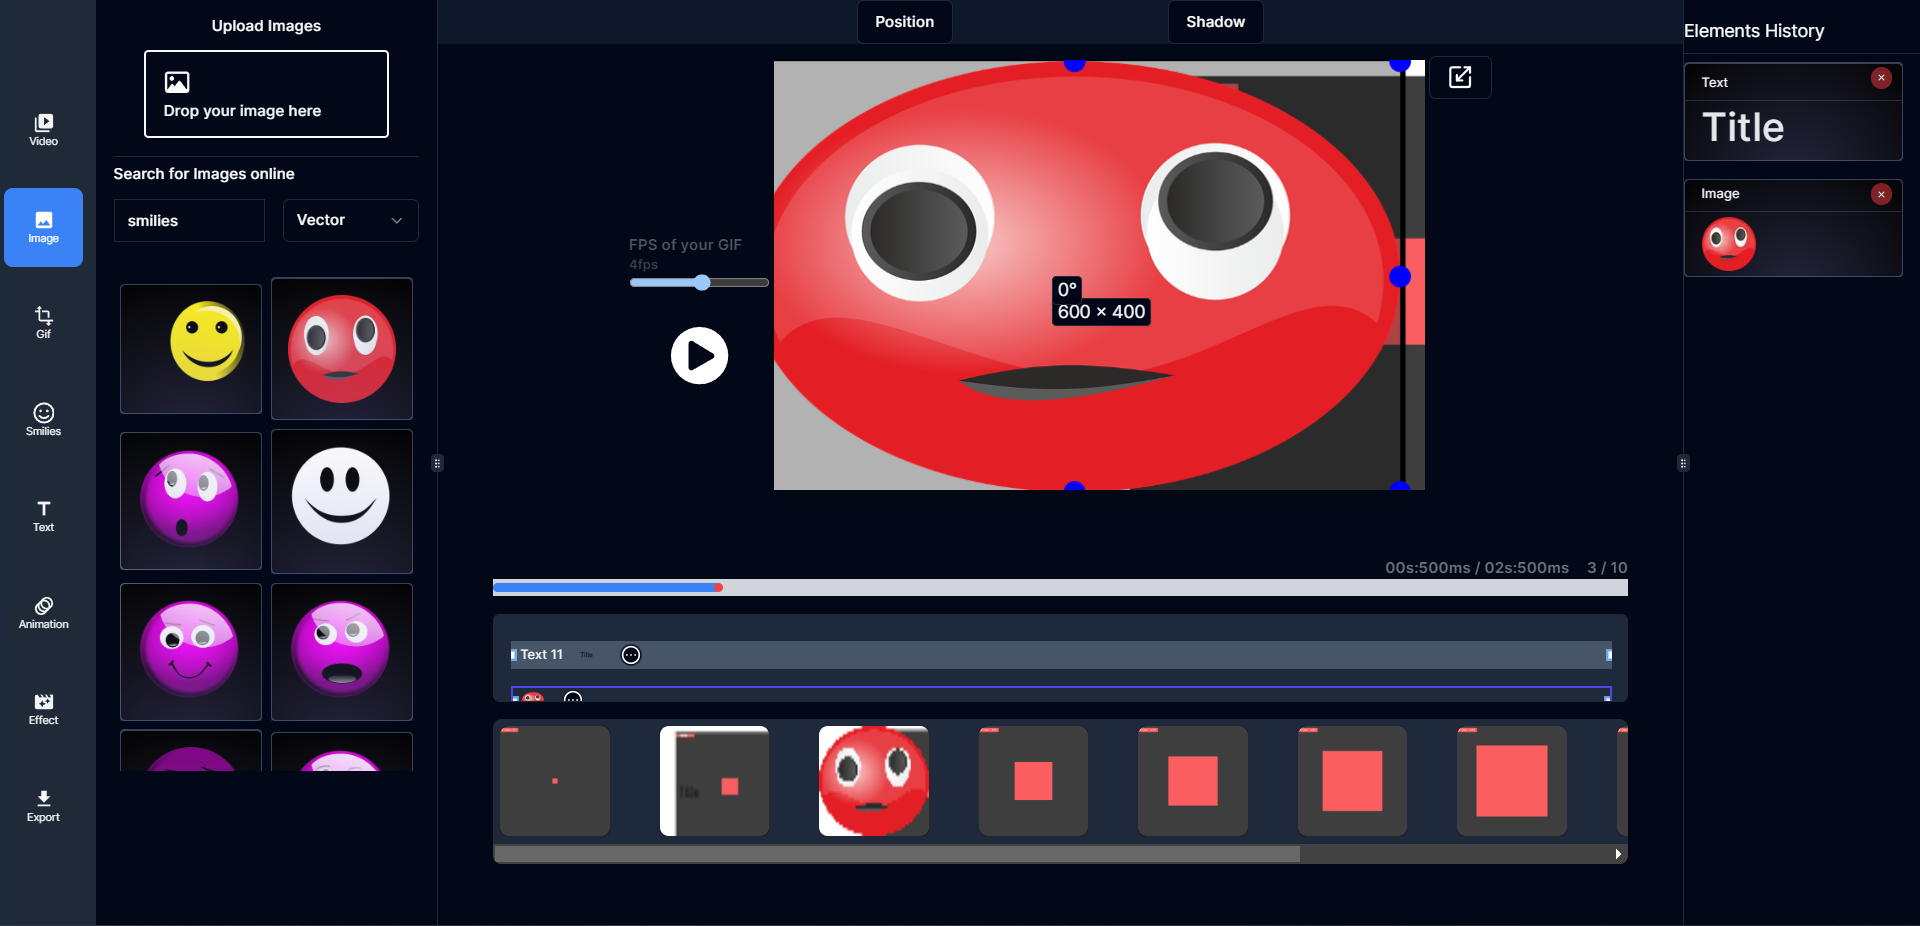 Upload Images
Drop your image here
Search for Images online
smilies
Vector
Video
Image
Gif
Smilies
Text
Animation
Effect
Export
Position
Shadow
FPS of your GIF
4fps
0°
600 × 400
00s:500ms / 02s:500ms 3 / 10
Text 11 Title
Title
Elements History
Text
Title
Image